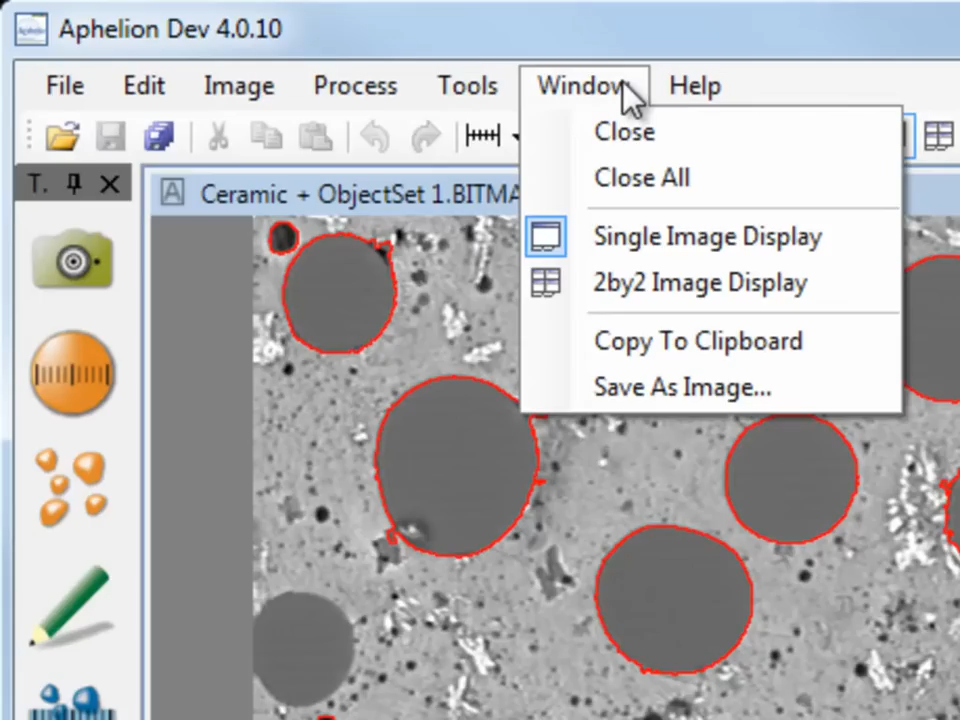 Aphelion Dev 4.0.10
File Edit Image Process Tools Window Help
T.
Ceramic + ObjectSet 1.BITMA
Close
Close All
Single Image Display
2by2 Image Display
Copy To Clipboard
Save As Image...